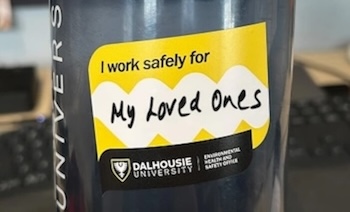 UNIVERS
I work safely for
My Loved Ones
DALHOUSIE
UNIVERSITY
ENVIRONMENTAL
HEALTH AND
SAFETY OFFICE